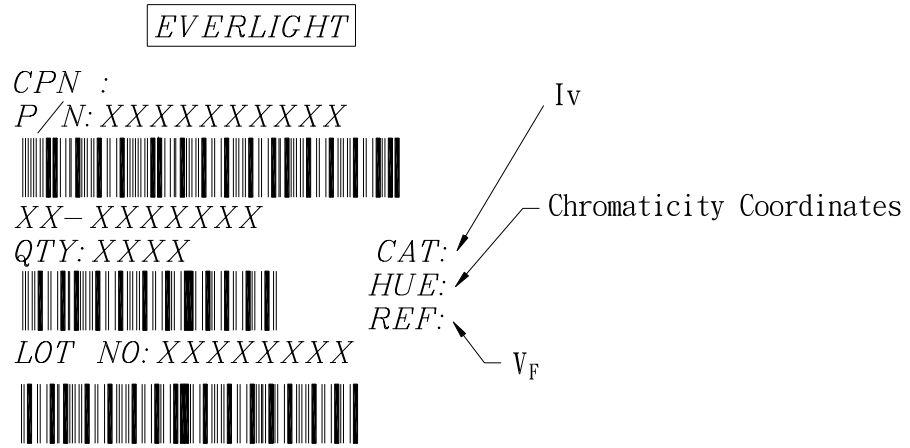 EVERLIGHT
CPN :
P/N: XXXXXXXXXX
XX-XXXXXXX
QTY: XXXX
LOT NO: XXXXXXXX
CAT:
HUE:
REF:
Iv
Chromaticity Coordinates
VF